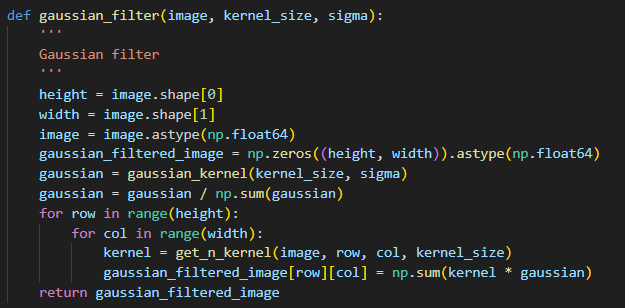 def gaussian_filter(image, kernel_size, sigma):
    '''
    Gaussian filter
    '''
    height = image.shape[0]
    width = image.shape[1]
    image = image.astype(np.float64)
    gaussian_filtered_image = np.zeros((height, width)).astype(np.float64)
    gaussian = gaussian_kernel(kernel_size, sigma)
    gaussian = gaussian / np.sum(gaussian)
    for row in range(height):
        for col in range(width):
            kernel = get_n_kernel(image, row, col, kernel_size)
            gaussian_filtered_image[row][col] = np.sum(kernel * gaussian)
    return gaussian_filtered_image